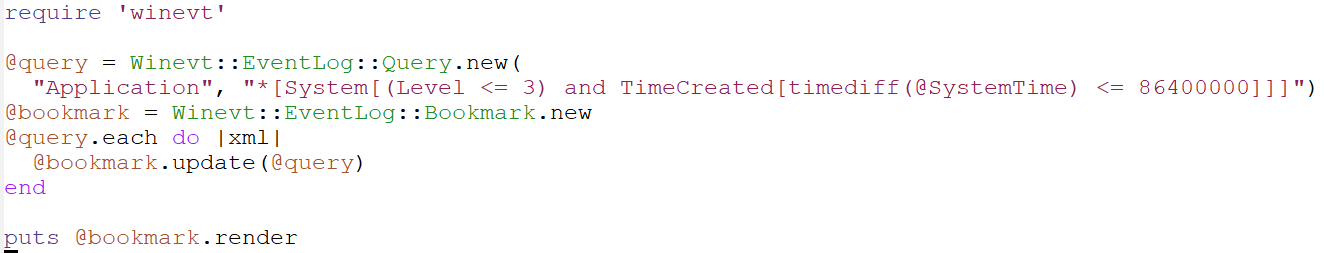 require 'winevt'

@query = Winevt::EventLog::Query.new(
  "Application", "*[System[(Level <= 3) and TimeCreated[timediff(@SystemTime) <= 86400000]]]")
@bookmark = Winevt::EventLog::Bookmark.new
@query.each do |xml|
  @bookmark.update(@query)
end

puts @bookmark.render